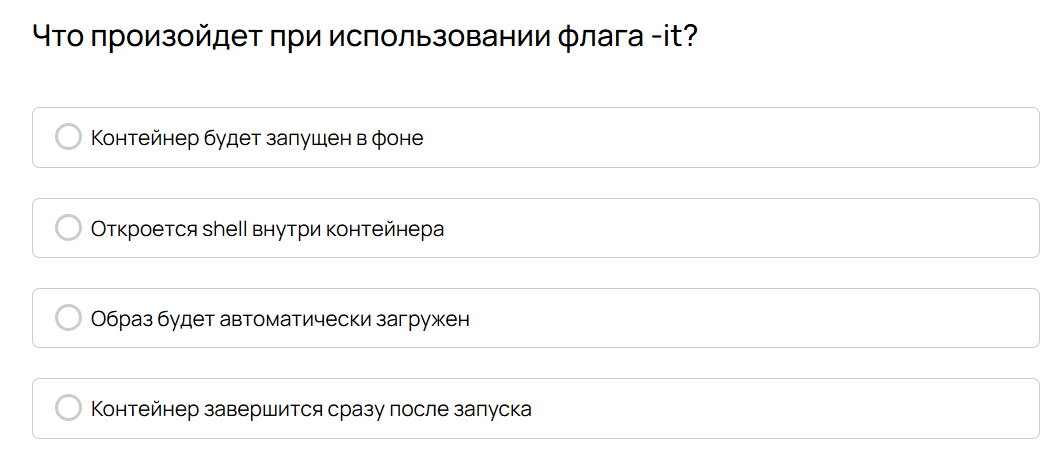 Что произойдет при использовании флага -it?
Контейнер будет запущен в фоне
Откроется shell внутри контейнера
Образ будет автоматически загружен
Контейнер завершится сразу после запуска